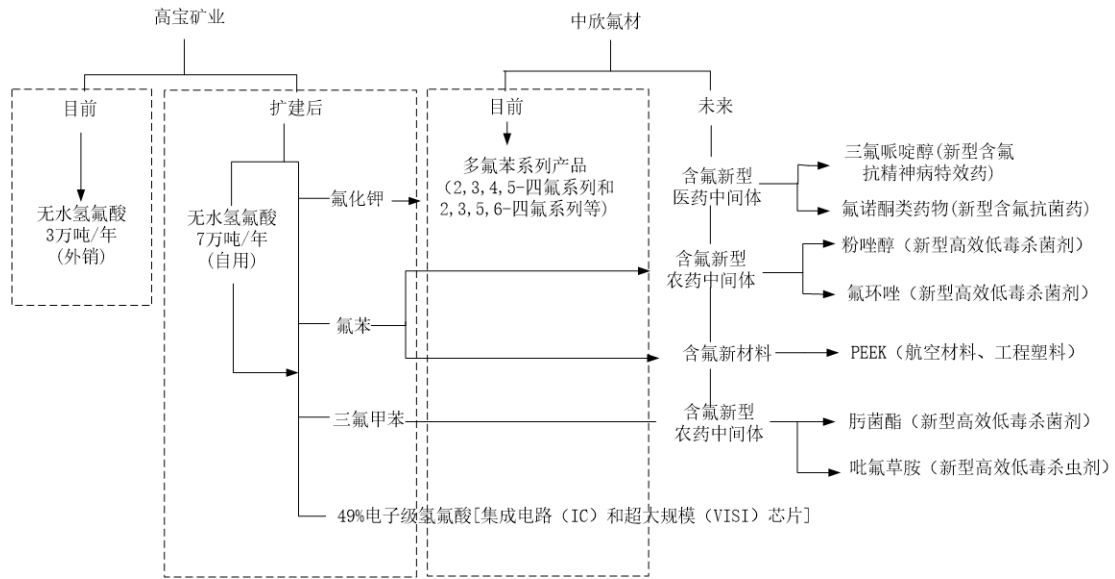 高宝矿业
中欣氟材
目前
扩建后
目前
未来
无水氢氟酸
3万吨/年
(外销)
无水氢氟酸
7万吨/年
(自用)
氟化钾
氟苯
三氟甲苯
49%电子级氢氟酸[集成电路（IC）和超大规模（VISI）芯片]
多氟苯系列产品
（2,3,4,5-四氟系列和
2,3,5,6-四氟系列等)
含氟新型
医药中间体
三氟哌啶醇(新型含氟
抗精神病特效药)
氟诺酮类药物(新型含氟抗菌药)
含氟新型
农药中间体
粉唑醇（新型高效低毒杀菌剂）
氟环唑（新型高效低毒杀菌剂）
含氟新材料
PEEK（航空材料、工程塑料）
含氟新型
农药中间体
肟菌酯（新型高效低毒杀菌剂）
吡氟草胺（新型高效低毒杀虫剂）